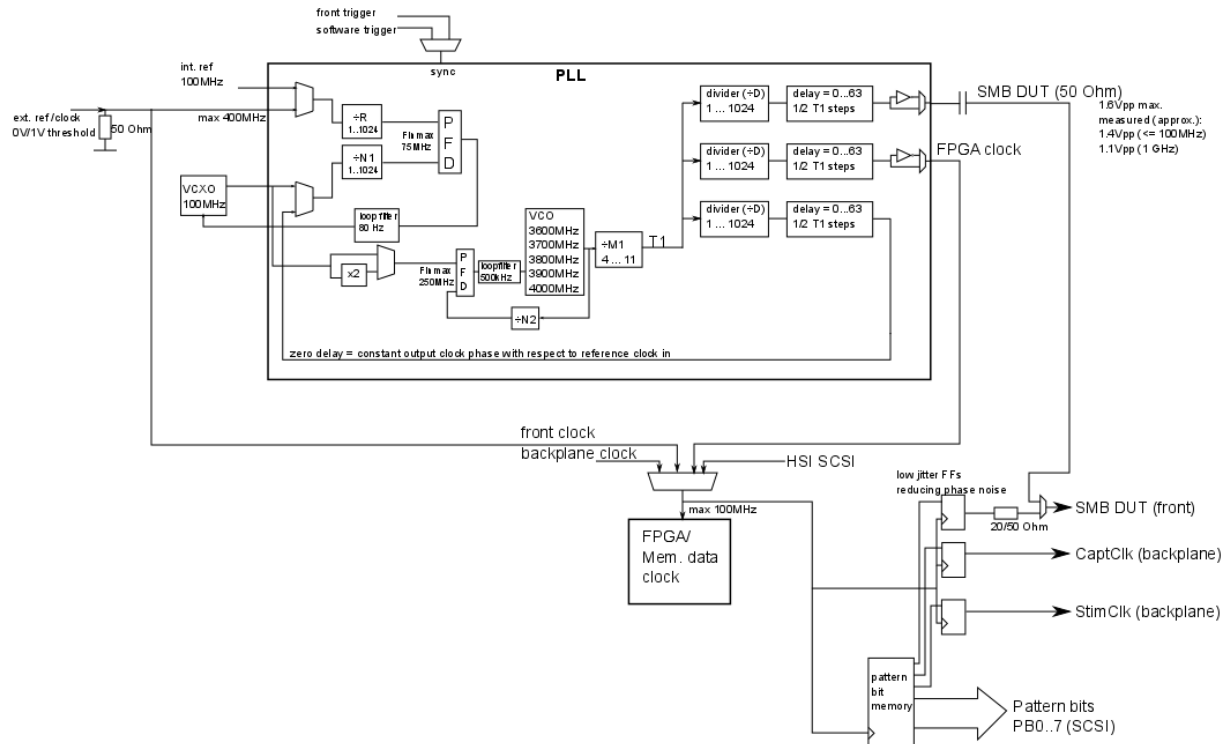 front trigger
software trigger
sync
PLL
int. ref
100MHz
ext. ref/clock
0V/1V threshold
50 Ohm
max 400MHz
÷R
1..1024
÷N1
1..1024
Fin max
75MHz
P
F
D
VCXO
100MHz
loop filter
80 Hz
x2
Fin max
250MHz
P
F
D
loopfilter
500kHz
VCO
3600MHz
3700MHz
3800MHz
3900MHz
4000MHz
÷M1
4 ... 11
T1
÷N2
divider (÷D)
1 ... 1024
delay = 0...63
1/2 T1 steps
divider (÷D)
1 ... 1024
delay = 0...63
1/2 T1 steps
divider (÷D)
1 ... 1024
delay = 0...63
1/2 T1 steps
SMB DUT (50 Ohm)
1.6Vpp max.
measured (approx.):
1.4Vpp (<= 100MHz)
1.1Vpp (1 GHz)
FPGA clock
zero delay = constant output clock phase with respect to reference clock in
front clock
backplane clock
HSI SCSI
max 100MHz
FPGA/
Mem. data
clock
low jitter FFs
reducing phase noise
20/50 Ohm
SMB DUT (front)
CaptClk (backplane)
StimClk (backplane)
pattern
bit
memory
Pattern bits
PB0..7 (SCSI)